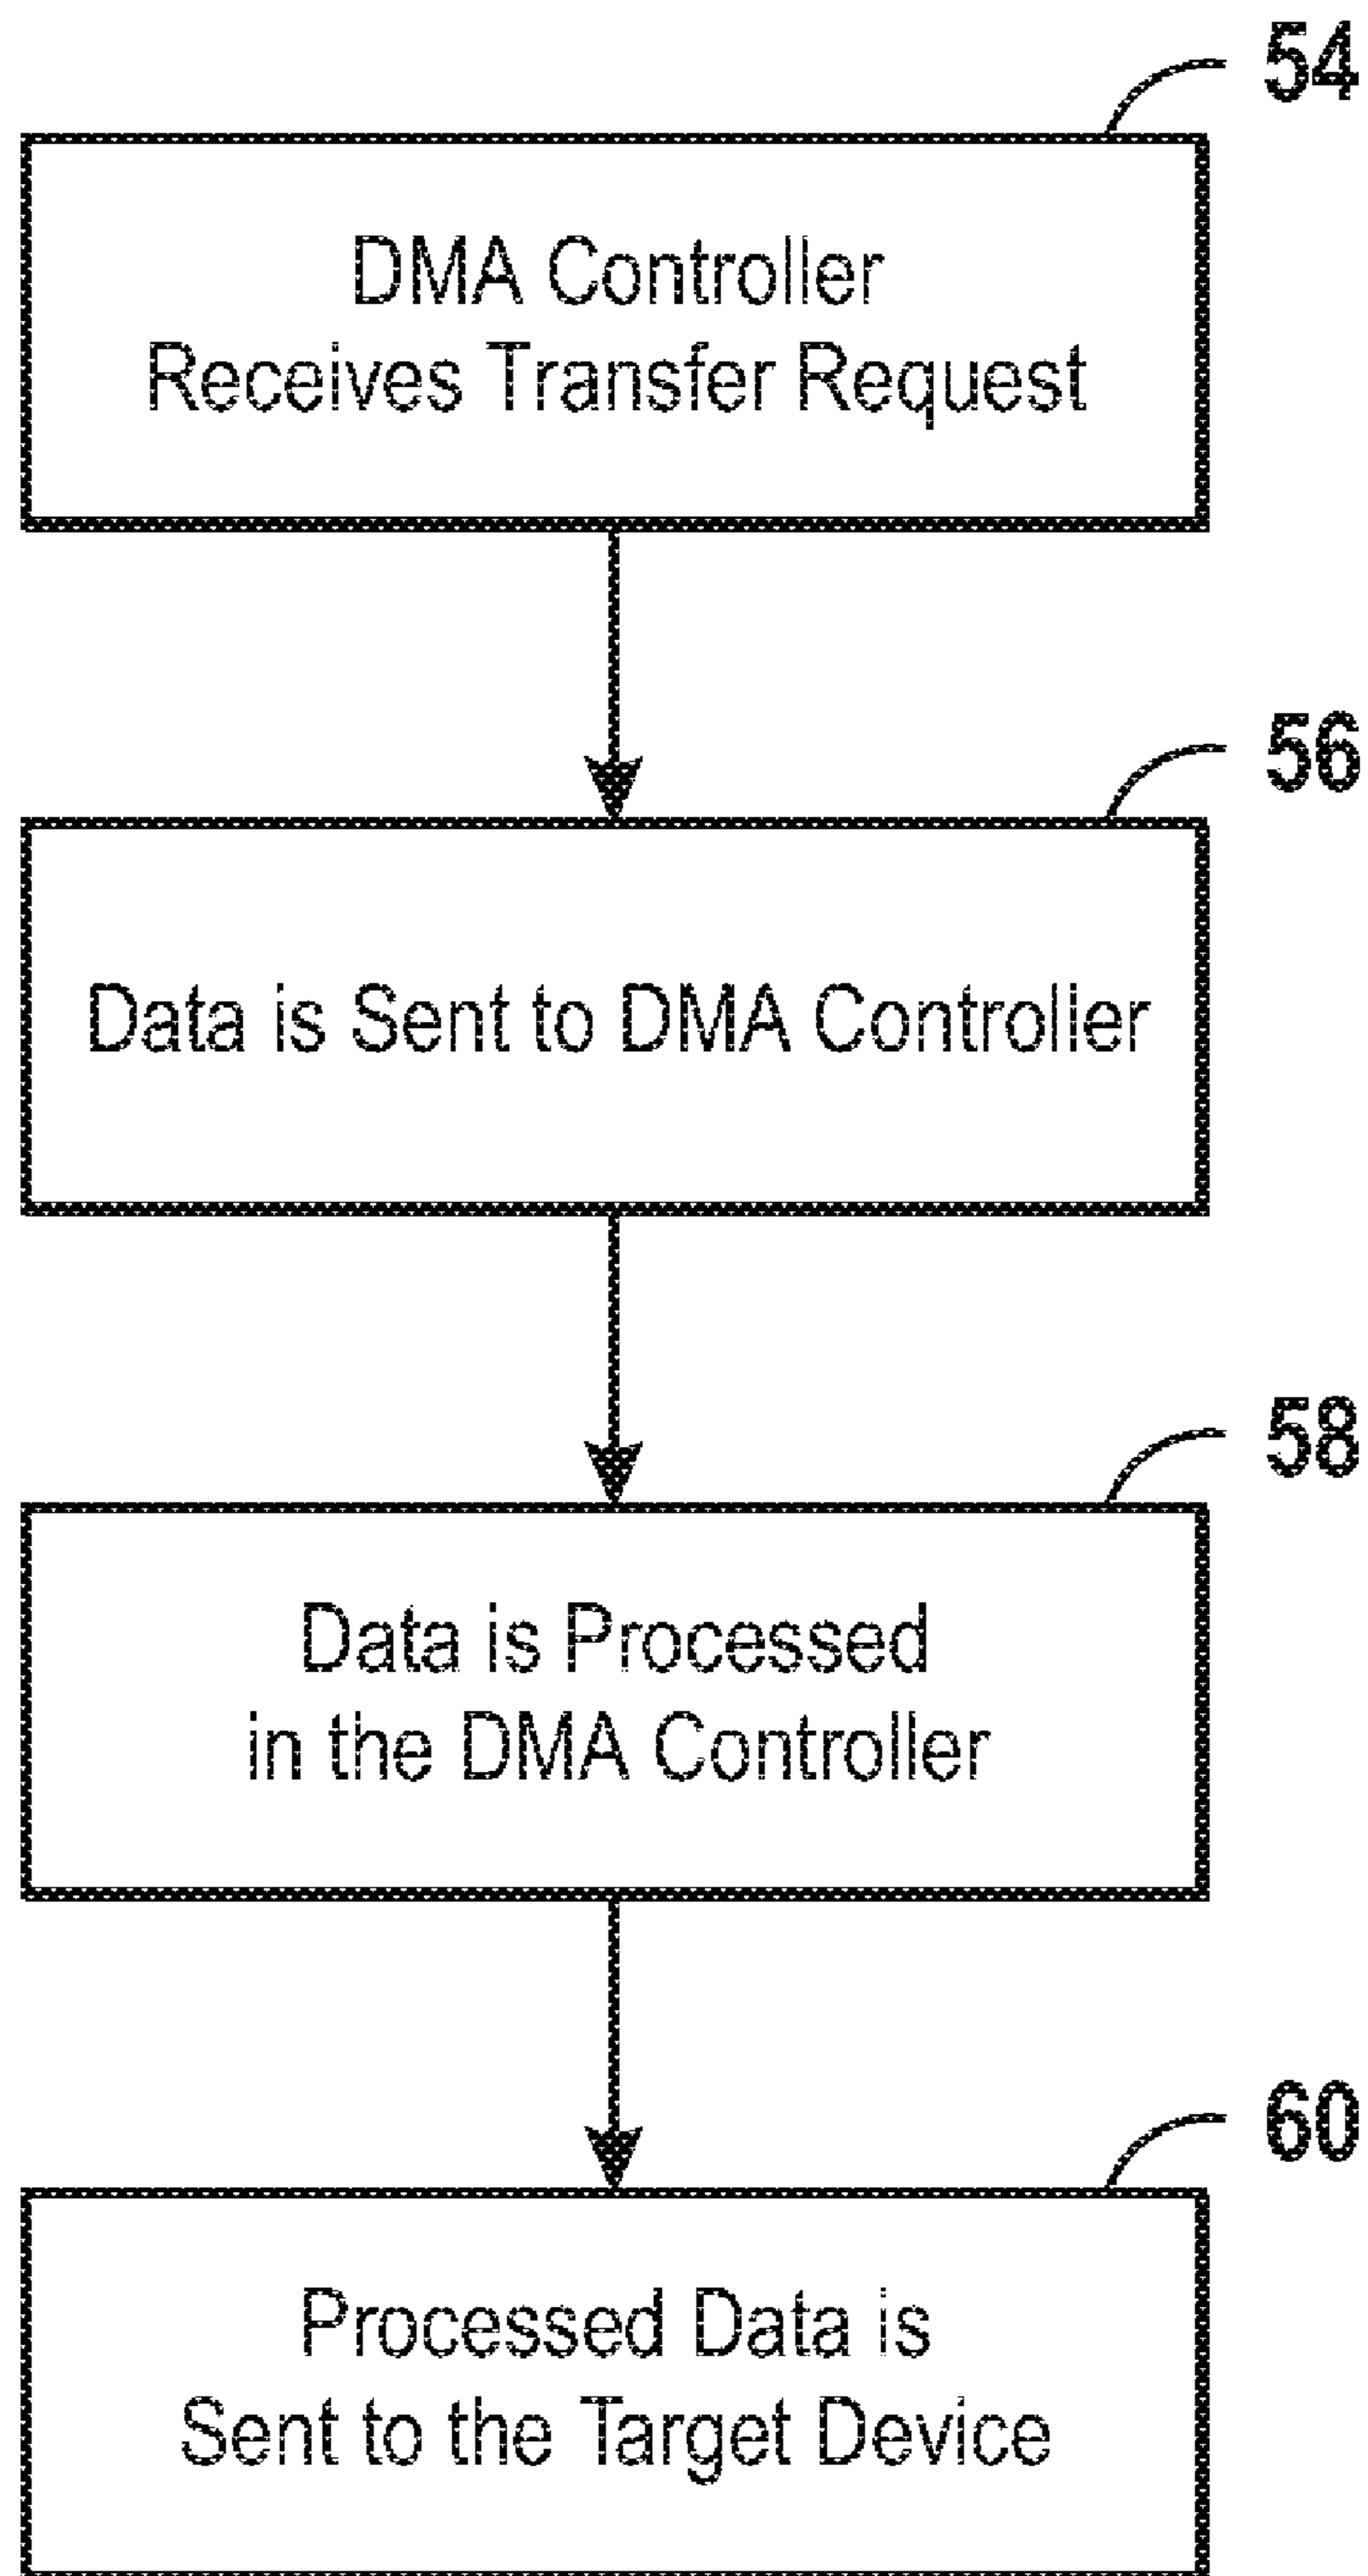 54
DMA Controller
Receives Transfer Request
56
Data is Sent to DMA Controller
58
Data is Processed
in the DMA Controller
60
Processed Data is
Sent to the Target Device